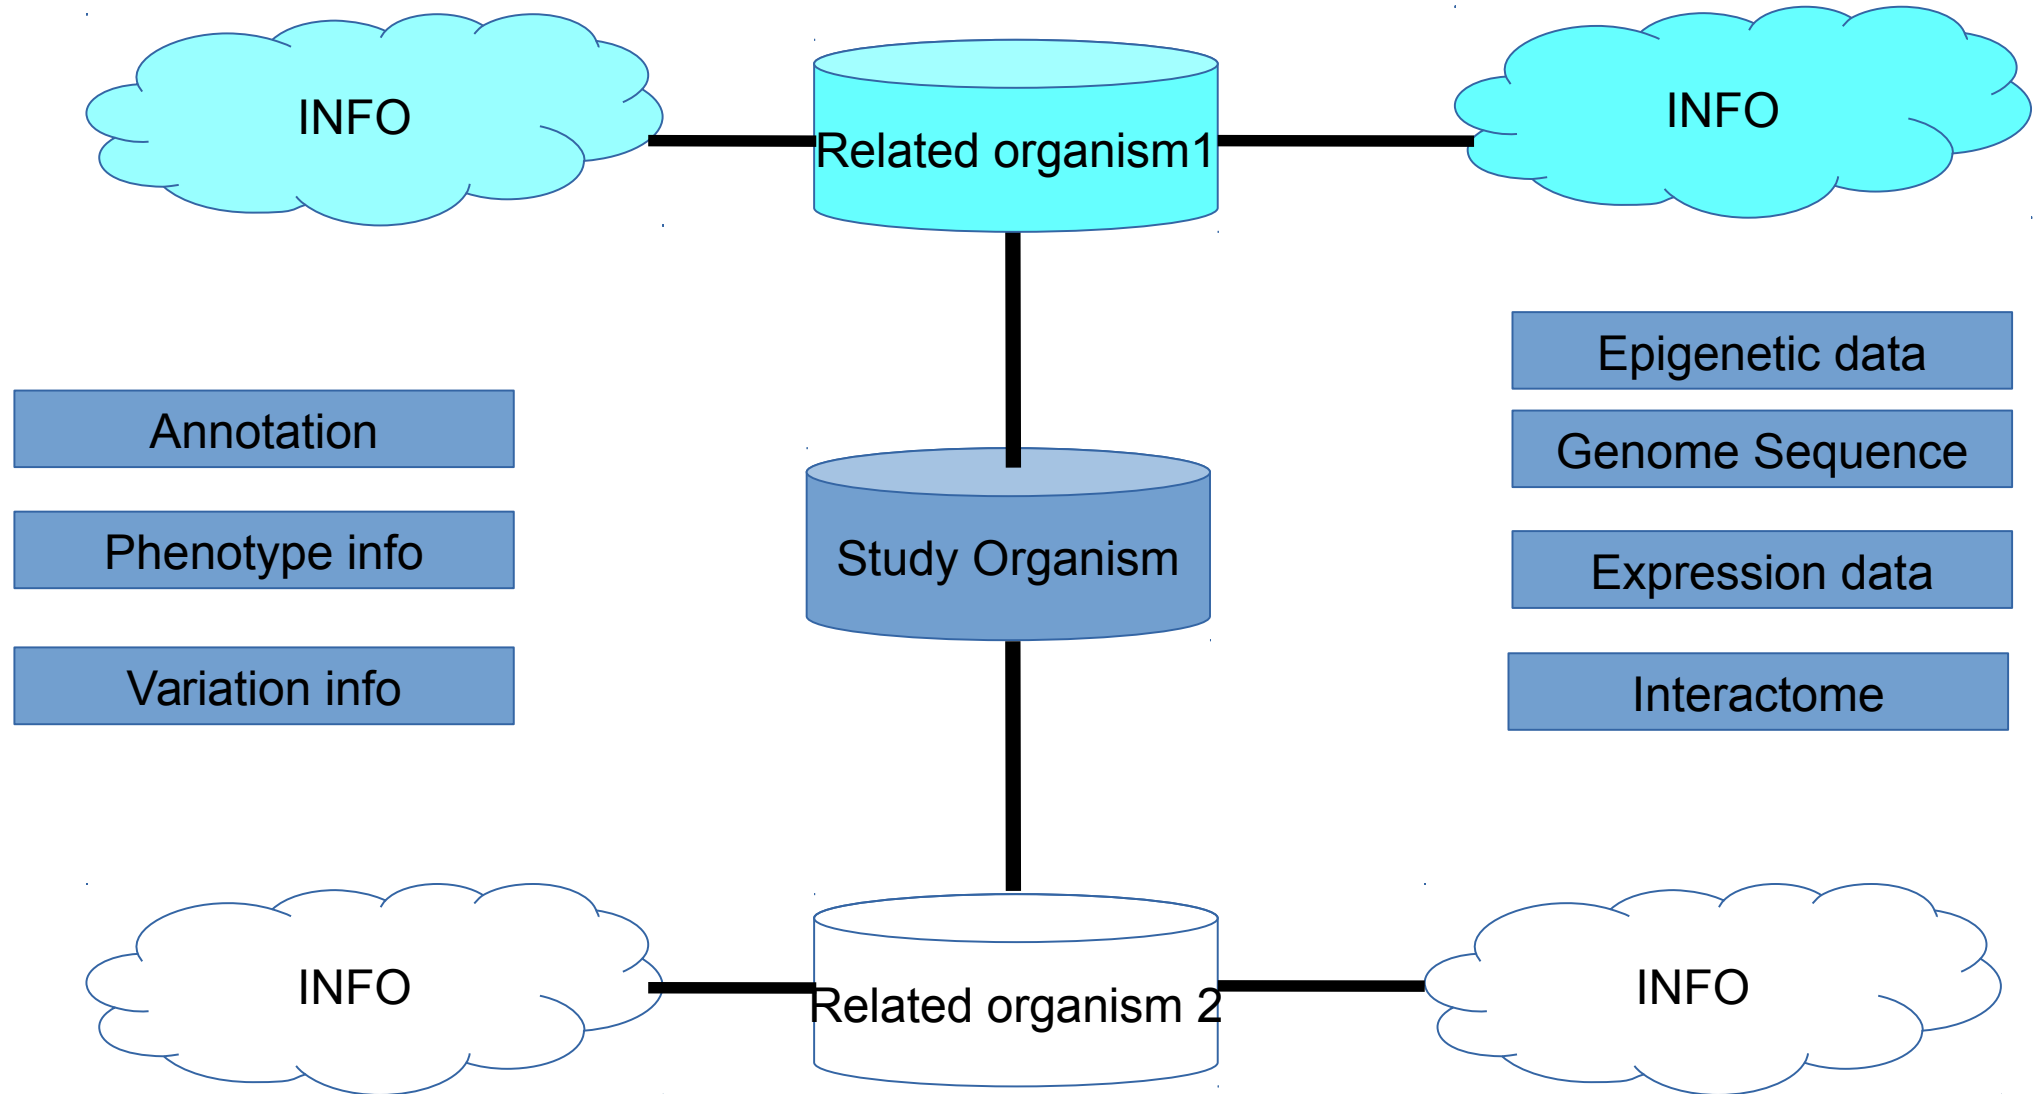 INFO
Related organism1
INFO
Epigenetic data
Annotation
Genome Sequence
Phenotype info
Study Organism
Expression data
Variation info
Interactome
INFO
Related organism 2
INFO